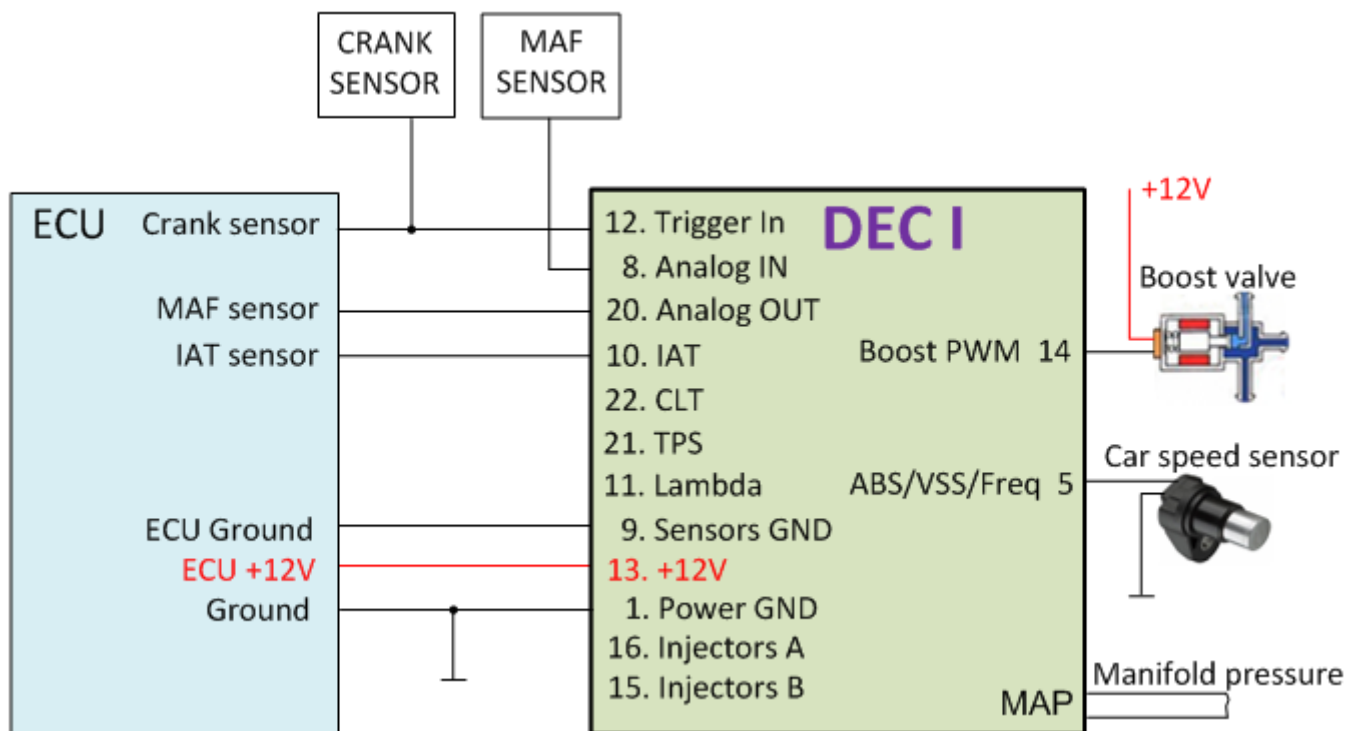 CRANK
SENSOR
MAF
SENSOR
ECU
Crank sensor
MAF sensor
IAT sensor
ECU Ground
ECU +12V
Ground
DEC I
12. Trigger In
8. Analog IN
20. Analog OUT
10. IAT
22. CLT
21. TPS
11. Lambda
9. Sensors GND
13. +12V
1. Power GND
16. Injectors A
15. Injectors B
Boost PWM 14
ABS/VSS/Freq 5
MAP
+12V
Boost valve
Car speed sensor
Manifold pressure